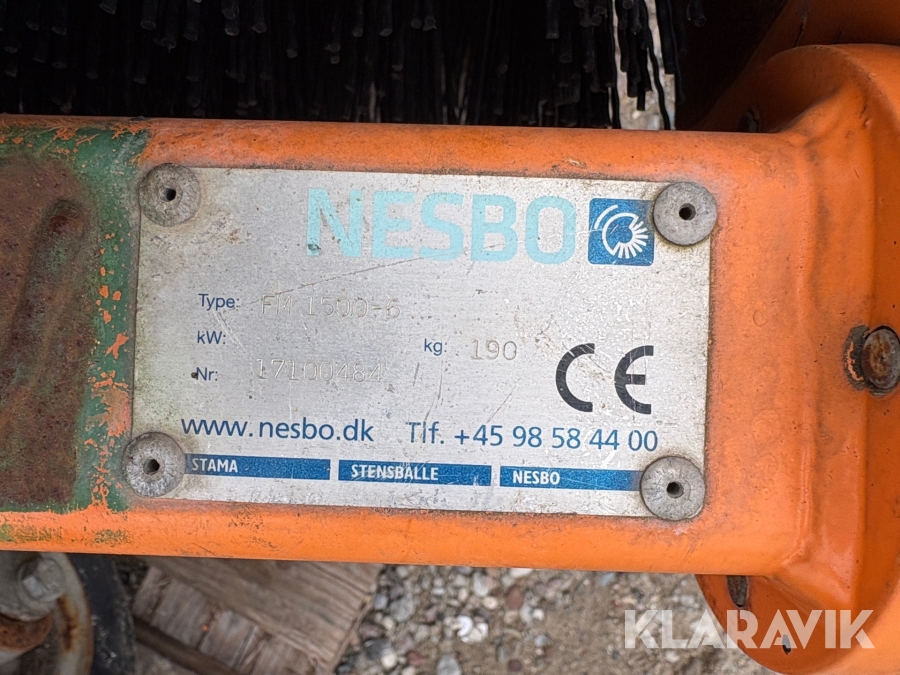 NESBO
Type: FM 1500-6
kW:
kg: 190
Nr: 17100484
CE
www.nesbo.dk Tlf. +45 98 58 44 00
STAMA STENSBALLE NESBO
KLARAVIK